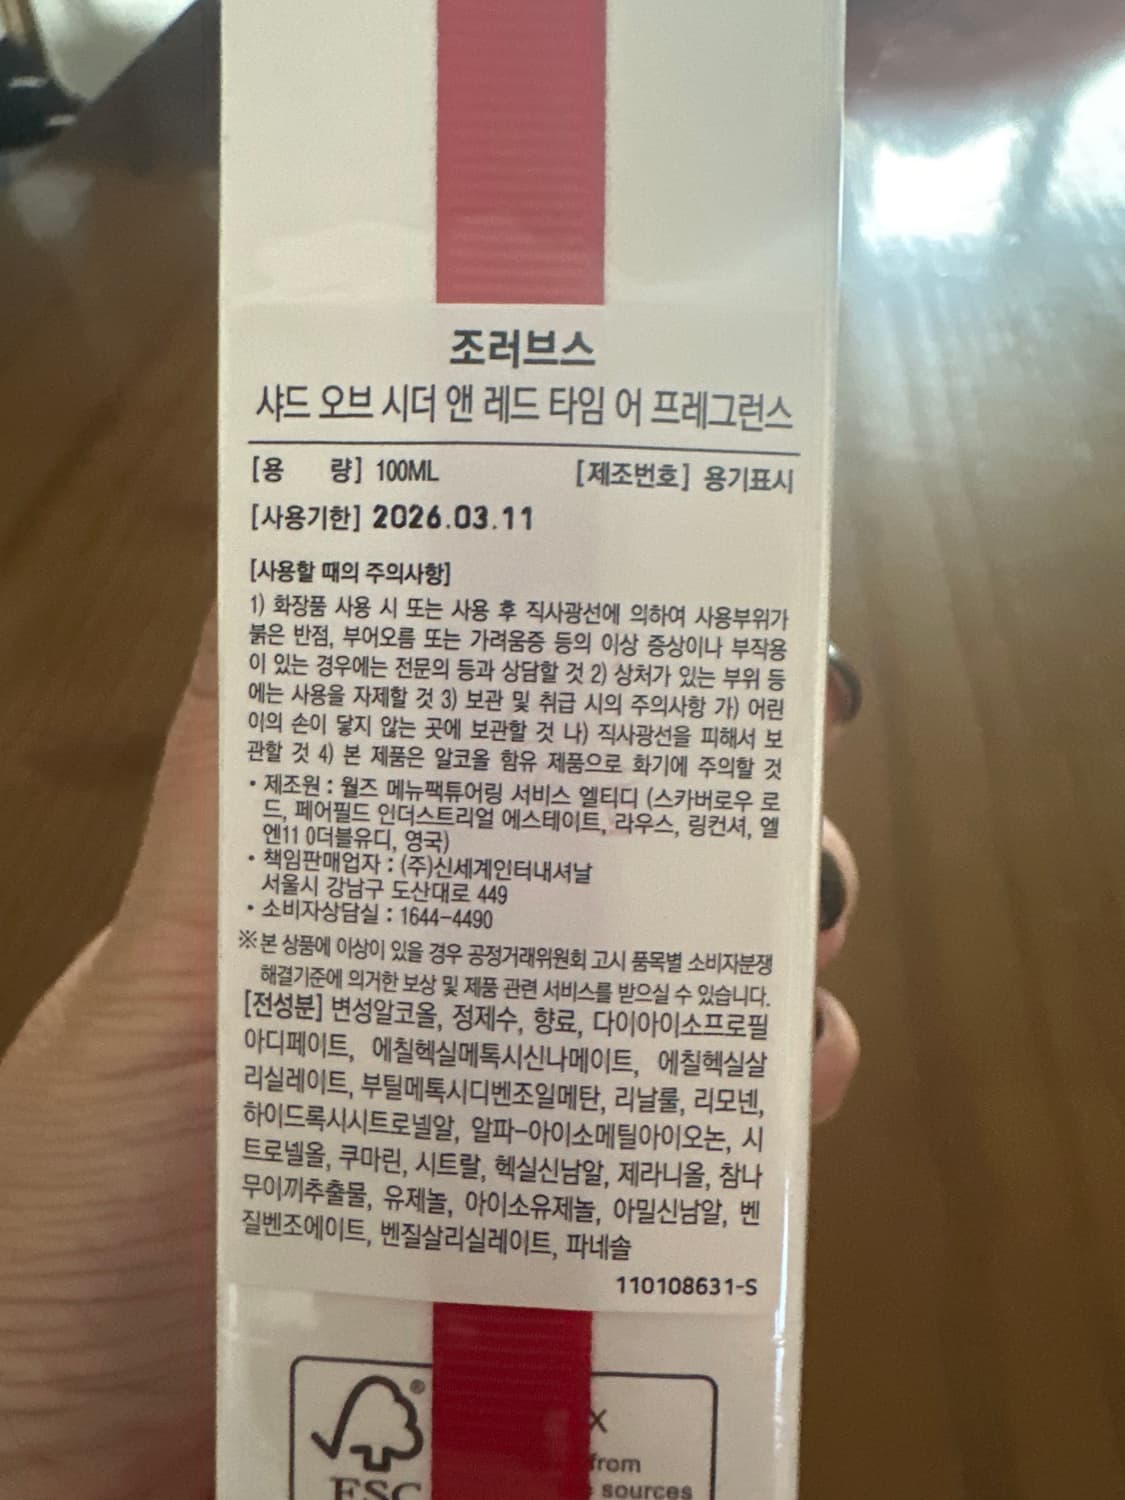 조러브스
샤드 오브 시더 앤 레드 타임 어 프레그런스
[용 량] 100ML [제조번호] 용기표시
[사용기한] 2026.03.11
[사용할 때의 주의사항]
1) 화장품 사용 시 또는 사용 후 직사광선에 의하여 사용부위가
붉은 반점, 부어오름 또는 가려움증 등의 이상 증상이나 부작용
이 있는 경우에는 전문의 등과 상담할 것 2) 상처가 있는 부위 등
에는 사용을 자제할 것 3) 보관 및 취급 시의 주의사항 가) 어린
이의 손이 닿지 않는 곳에 보관할 것 나) 직사광선을 피해서 보
관할 것 4) 본 제품은 알코올 함유 제품으로 화기에 주의할 것
• 제조원 : 월즈 메뉴팩튜어링 서비스 엘티디 (스카버로우 로
드, 페어필드 인더스트리얼 에스테이트, 라우스, 링컨셔, 엘
엔11 0더블유디, 영국)
• 책임판매업자 : (주)신세계인터내셔날
서울시 강남구 도산대로 449
• 소비자상담실 : 1644-4490
※ 본 상품에 이상이 있을 경우 공정거래위원회 고시 품목별 소비자분쟁
해결기준에 의거한 보상 및 제품 관련 서비스를 받으실 수 있습니다.
[전성분] 변성알코올, 정제수, 향료, 다이아이소프로필
아디페이트, 에칠헥실메톡시신나메이트, 에칠헥실살
리실레이트, 부틸메톡시디벤조일메탄, 리날룰, 리모넨,
하이드록시시트로넬알, 알파-아이소메틸아이오논, 시
트로넬올, 쿠마린, 시트랄, 헥실신남알, 제라니올, 참나
무이끼추출물, 유제놀, 아이소유제놀, 아밀신남알, 벤
질벤조에이트, 벤질살리실레이트, 파네솔
110108631-S
®
X
from
FSC
sources